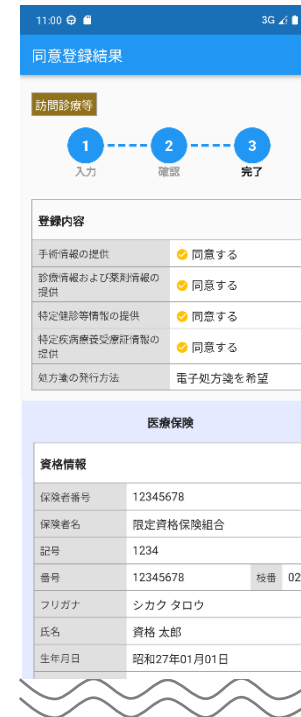 11:00
3G
同意登録結果
訪問診療等
1 2 3
入力 確認 完了
登録内容
手術情報の提供 同意する
診療情報および薬剤情報の
提供 同意する
特定健診等情報の提供 同意する
特定疾病療養受療証情報の
提供 同意する
処方箋の発行方法 電子処方箋を希望
医療保険
資格情報
保険者番号 12345678
保険者名 限定資格保険組合
記号 1234
番号 12345678 枝番 02
フリガナ シカク タロウ
氏名 資格 太郎
生年月日 昭和27年01月01日